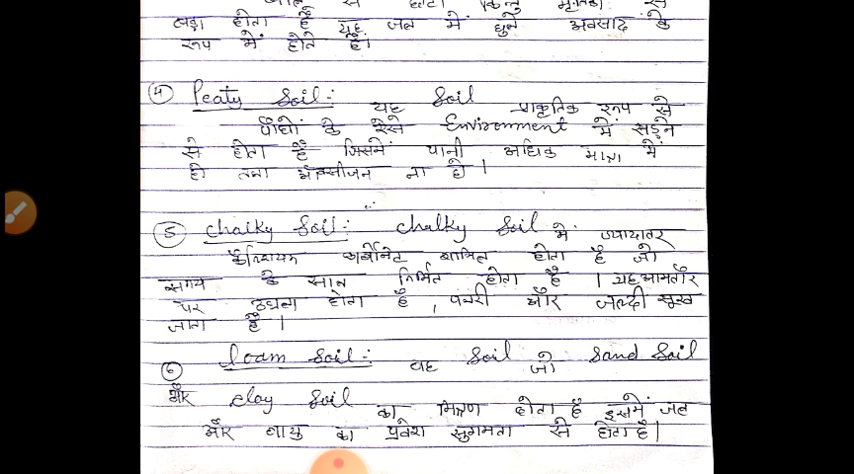 बड़ा होता है यह जल में घुले अवसाद के
रूप में होते हैं।
④ Peaty Soil :- यह Soil प्राकृतिक रूप से
पौधों के ऐसे Environment में सड़ने
से होता है जिसमें पानी अधिक मात्रा में
हो तथा ऑक्सीजन ना हो।
⑤ Chalky Soil :- Chalky Soil में ज्यादातर
कैल्शियम कार्बोनेट शामिल होता है जो
समय के साथ निर्मित होता है। यह आमतौर
पर उथला होता है, पथरी और जल्दी सूख
जाता है।
⑥ Loam Soil :- यह Soil जो Sand Soil
और Clay Soil का मिश्रण होता है इसमें जल
और वायु का प्रवेश सुगमता से होता है।